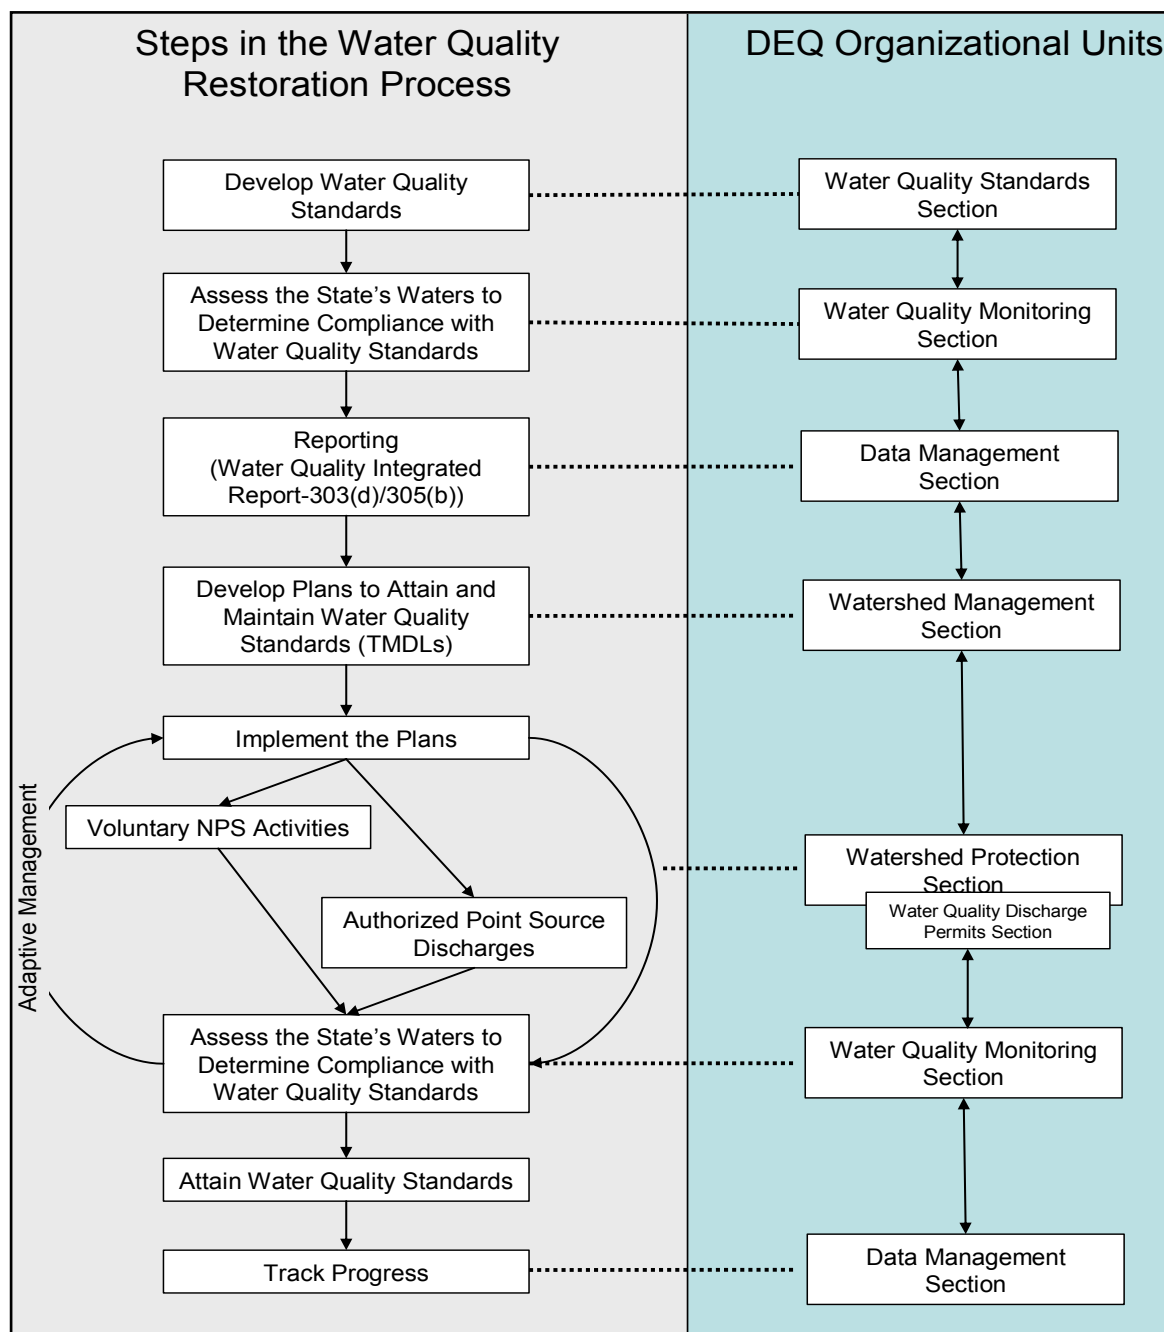 Steps in the Water Quality
Restoration Process
DEQ Organizational Units
Develop Water Quality
Standards
Water Quality Standards
Section
Assess the State’s Waters to
Determine Compliance with
Water Quality Standards
Water Quality Monitoring
Section
Reporting
(Water Quality Integrated
Report-303(d)/305(b))
Data Management
Section
Develop Plans to Attain and
Maintain Water Quality
Standards (TMDLs)
Watershed Management
Section
Implement the Plans
Adaptive Management
Voluntary NPS Activities
Authorized Point Source
Discharges
Watershed Protection
Section
Water Quality Discharge
Permits Section
Assess the State’s Waters to
Determine Compliance with
Water Quality Standards
Water Quality Monitoring
Section
Attain Water Quality Standards
Track Progress
Data Management
Section